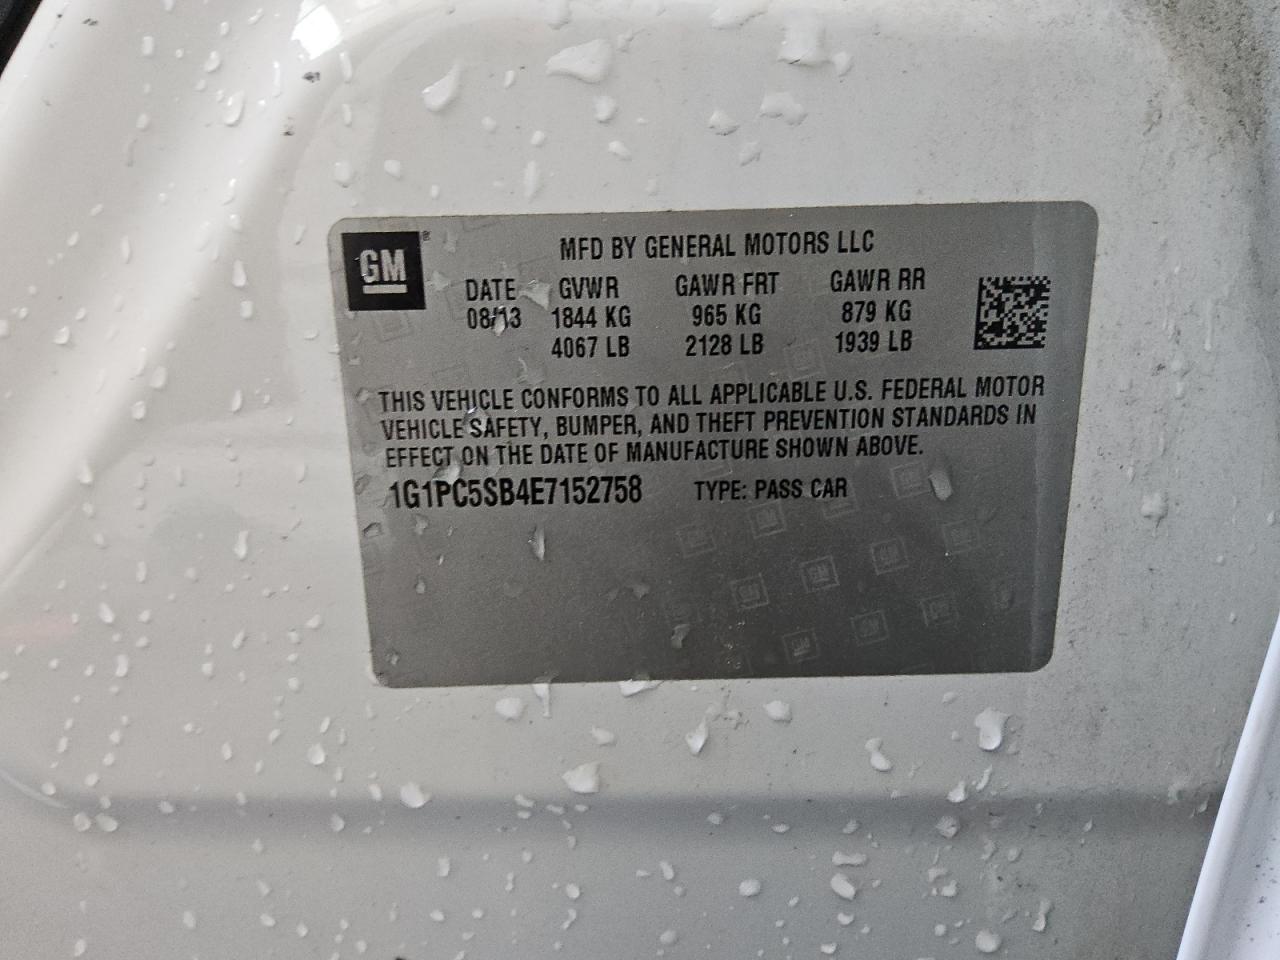 GM®
MFD BY GENERAL MOTORS LLC
DATE GVWR GAWR FRT GAWR RR
08/13 1844 KG 965 KG 879 KG
4067 LB 2128 LB 1939 LB
THIS VEHICLE CONFORMS TO ALL APPLICABLE U.S. FEDERAL MOTOR
VEHICLE SAFETY, BUMPER, AND THEFT PREVENTION STANDARDS IN
EFFECT ON THE DATE OF MANUFACTURE SHOWN ABOVE.
1G1PC5SB4E7152758 TYPE: PASS CAR